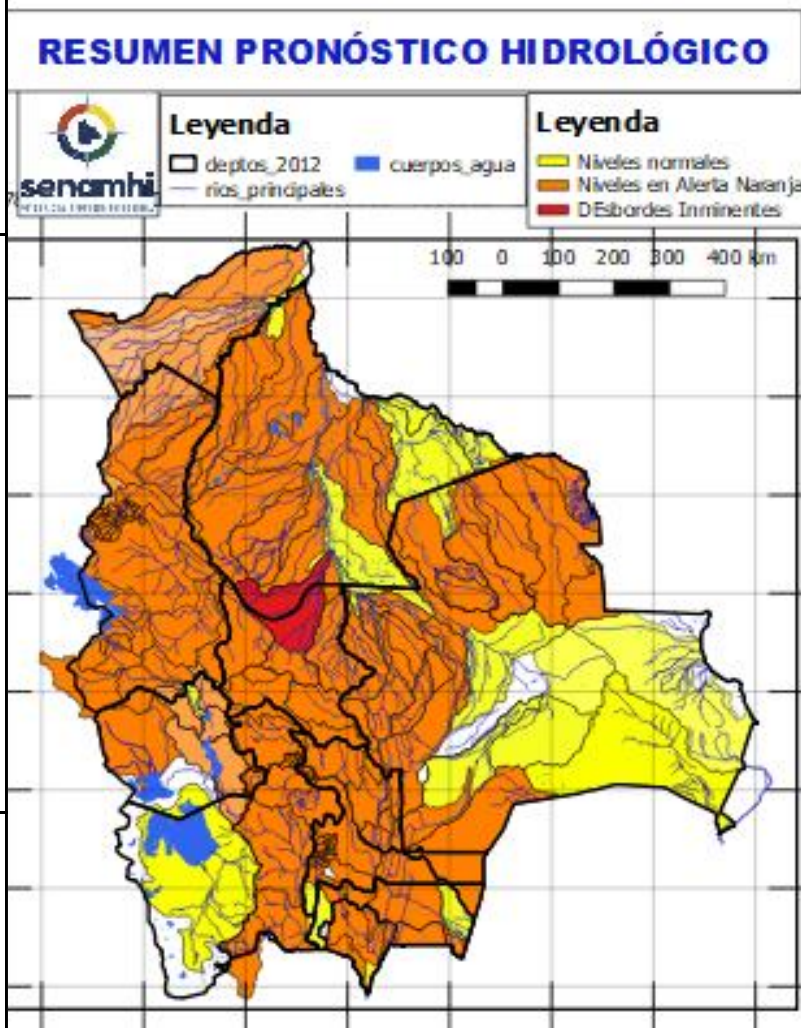 RESUMEN PRONÓSTICO HIDROLÓGICO
senamhi
Leyenda
deptos_2012
cuerpos_agua
rios_principales
Leyenda
Niveles normales
Niveles en Alerta Naranja
DEsbordes Inminentes
100 0 100 200 300 400 km